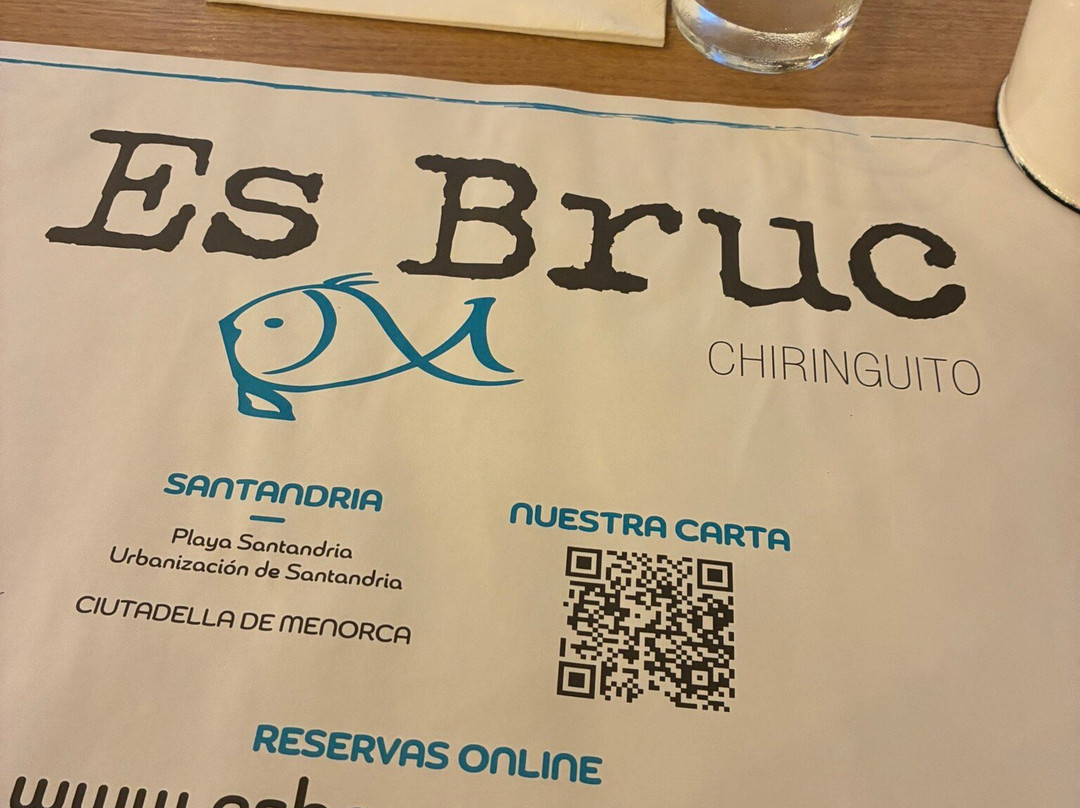 Es Bruc
CHIRINGUITO
SANTANDRIA
Playa Santandria
Urbanización de Santandria
CIUTADELLA DE MENORCA
NUESTRA CARTA
RESERVAS ONLINE